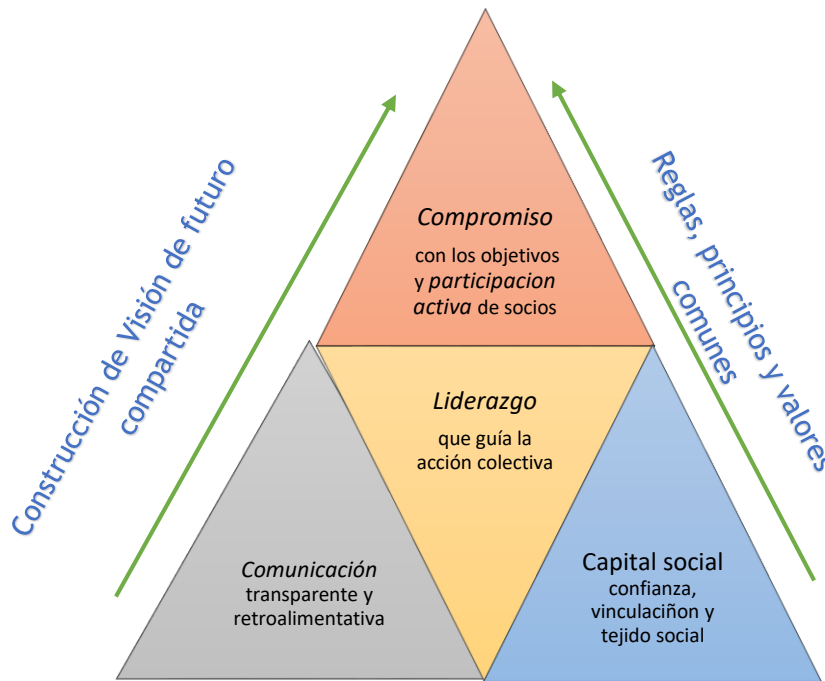 Construcción de Visión de futuro
compartida
Reglas, principios y valores
comunes
Compromiso
con los objetivos
y participacion
activa de socios
Liderazgo
que guía la
acción colectiva
Comunicación
transparente y
retroalimentativa
Capital social
confianza,
vinculaciñon y
tejido social